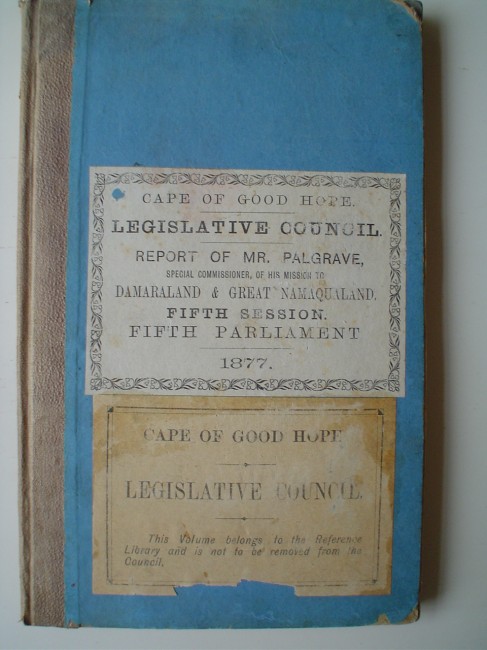 CAPE OF GOOD HOPE.
LEGISLATIVE COUNCIL.
REPORT OF MR. PALGRAVE,
SPECIAL COMMISSIONER, OF HIS MISSION TO
DAMARALAND & GREAT NAMAQUALAND.
FIFTH SESSION.
FIFTH PARLIAMENT
1877.
CAPE OF GOOD HOPE
LEGISLATIVE COUNCIL.
This Volume belongs to the Reference
Library and is not to be removed from the
Council.